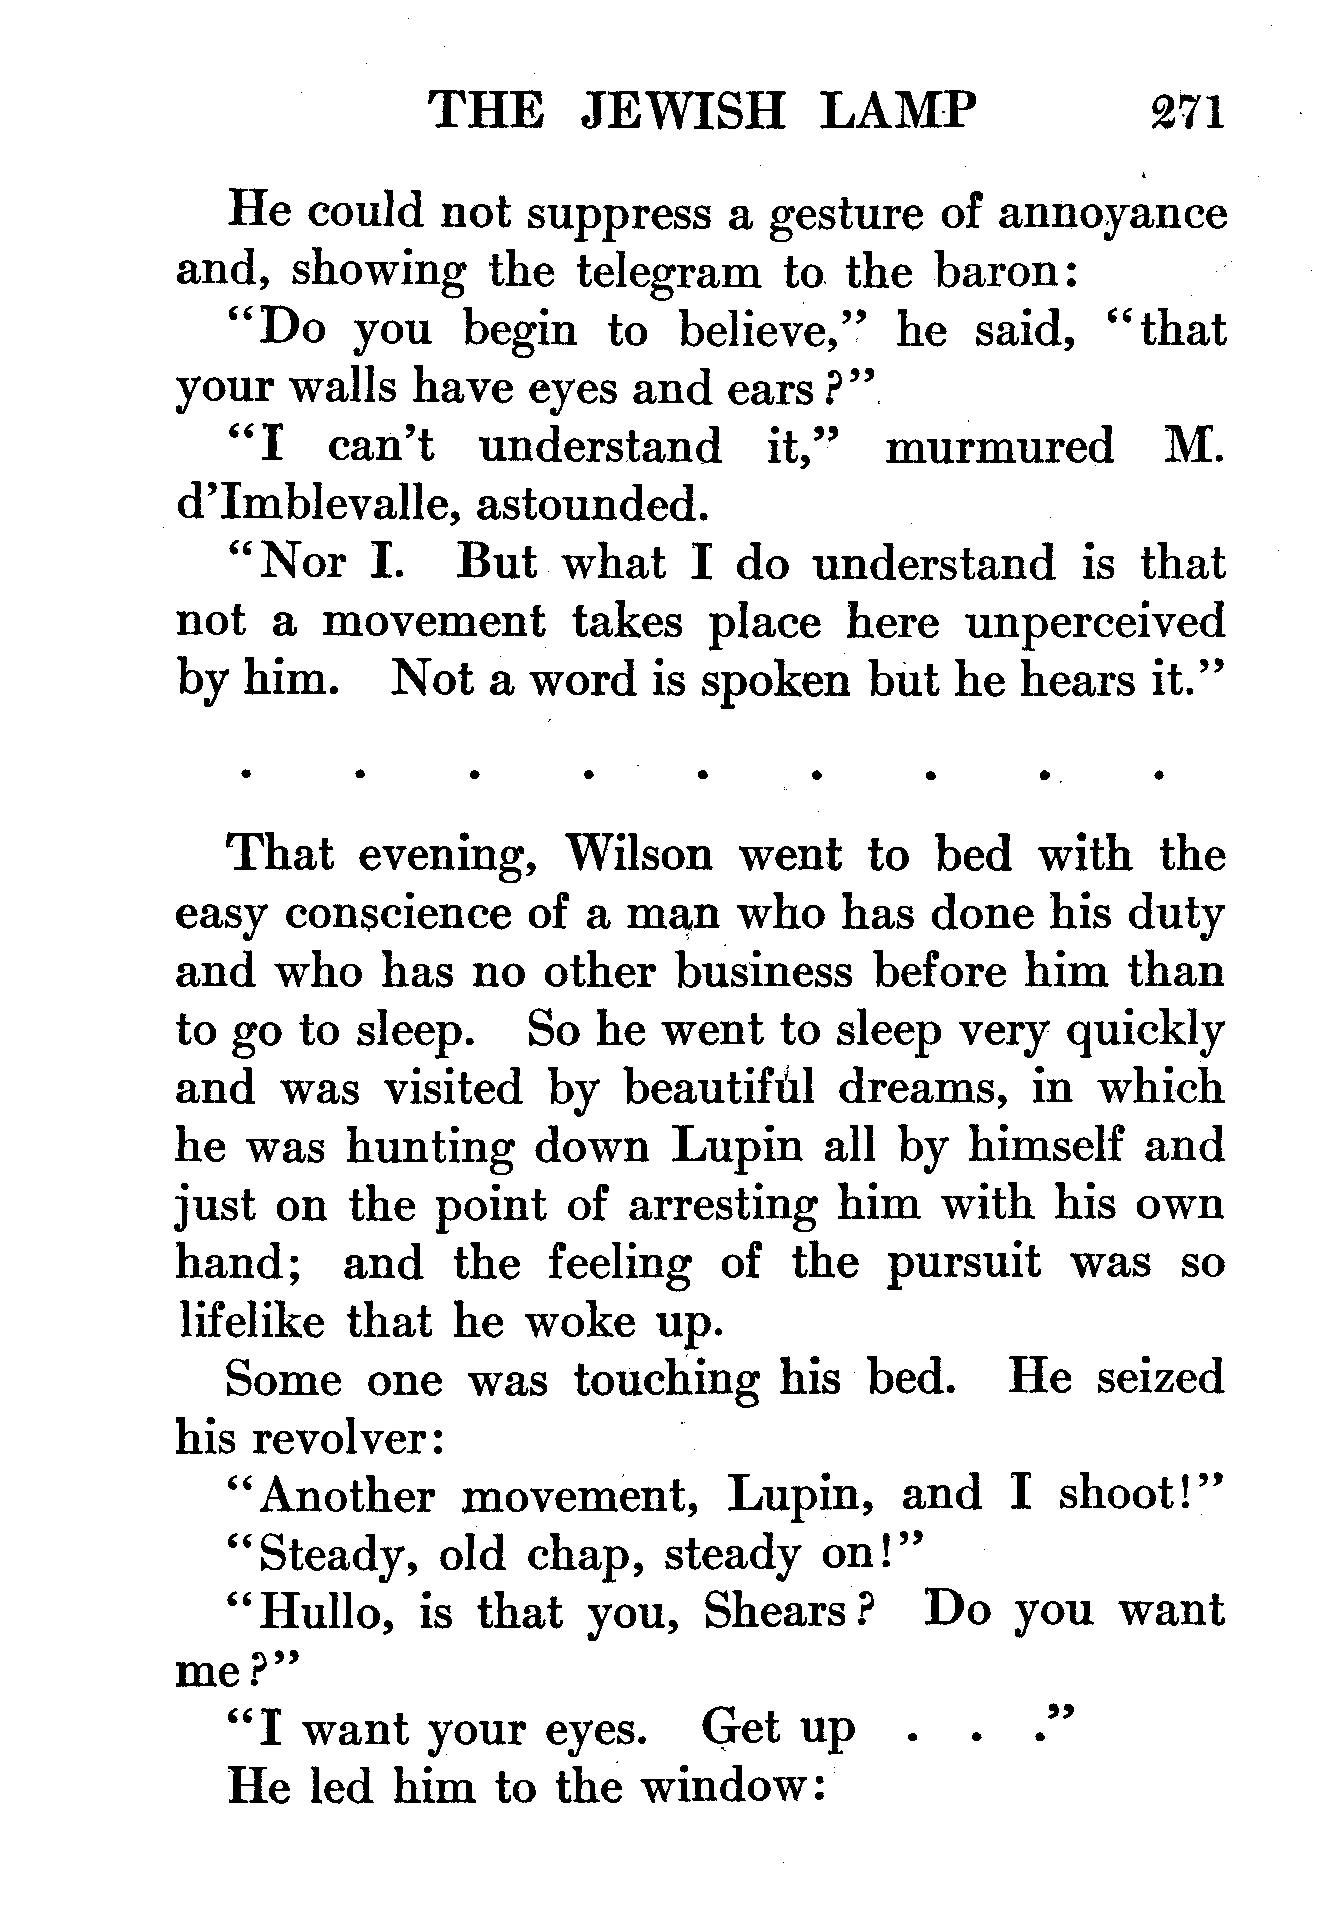 THE JEWISH LAMP 271
He could not suppress a gesture of annoyance
and, showing the telegram to the baron:
“Do you begin to believe,” he said, “that
your walls have eyes and ears?”
“I can't understand it,” murmured M.
d'Imblevalle, astounded.
“Nor I. But what I do understand is that
not a movement takes place here unperceived
by him. Not a word is spoken but he hears it.”
. . . . . . . . .
That evening, Wilson went to bed with the
easy conscience of a man who has done his duty
and who has no other business before him than
to go to sleep. So he went to sleep very quickly
and was visited by beautiful dreams, in which
he was hunting down Lupin all by himself and
just on the point of arresting him with his own
hand; and the feeling of the pursuit was so
lifelike that he woke up.
Some one was touching his bed. He seized
his revolver:
“Another movement, Lupin, and I shoot!”
“Steady, old chap, steady on!”
“Hullo, is that you, Shears? Do you want
me?”
“I want your eyes. Get up . . .”
He led him to the window: